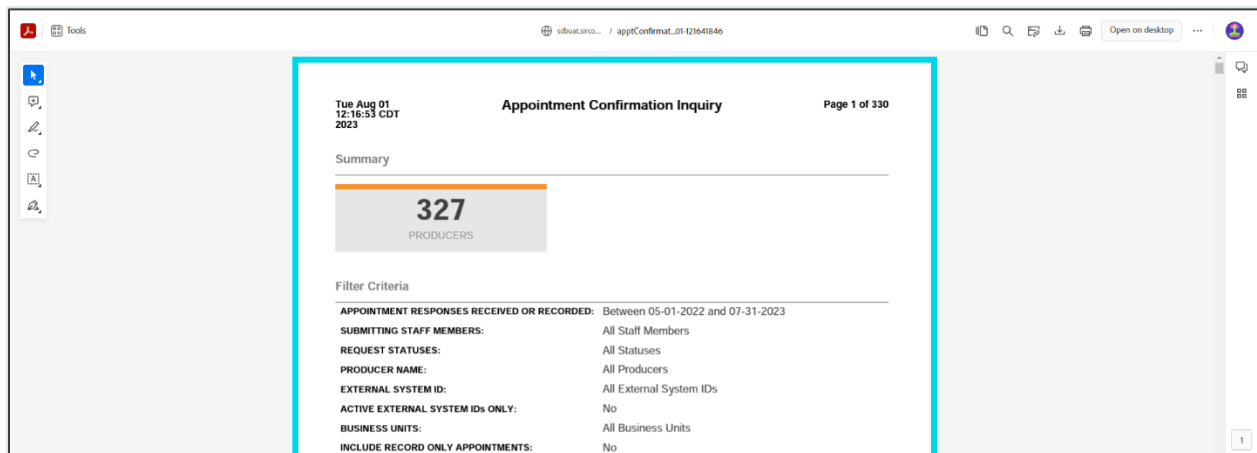 Tools
sdbuat.sirco... / apptConfirmat...01-121641846
Open on desktop
Tue Aug 01
12:16:53 CDT
2023
Appointment Confirmation Inquiry
Page 1 of 330
Summary
327
PRODUCERS
Filter Criteria
APPOINTMENT RESPONSES RECEIVED OR RECORDED: Between 05-01-2022 and 07-31-2023
SUBMITTING STAFF MEMBERS: All Staff Members
REQUEST STATUSES: All Statuses
PRODUCER NAME: All Producers
EXTERNAL SYSTEM ID: All External System IDs
ACTIVE EXTERNAL SYSTEM IDs ONLY: No
BUSINESS UNITS: All Business Units
INCLUDE RECORD ONLY APPOINTMENTS: No
1